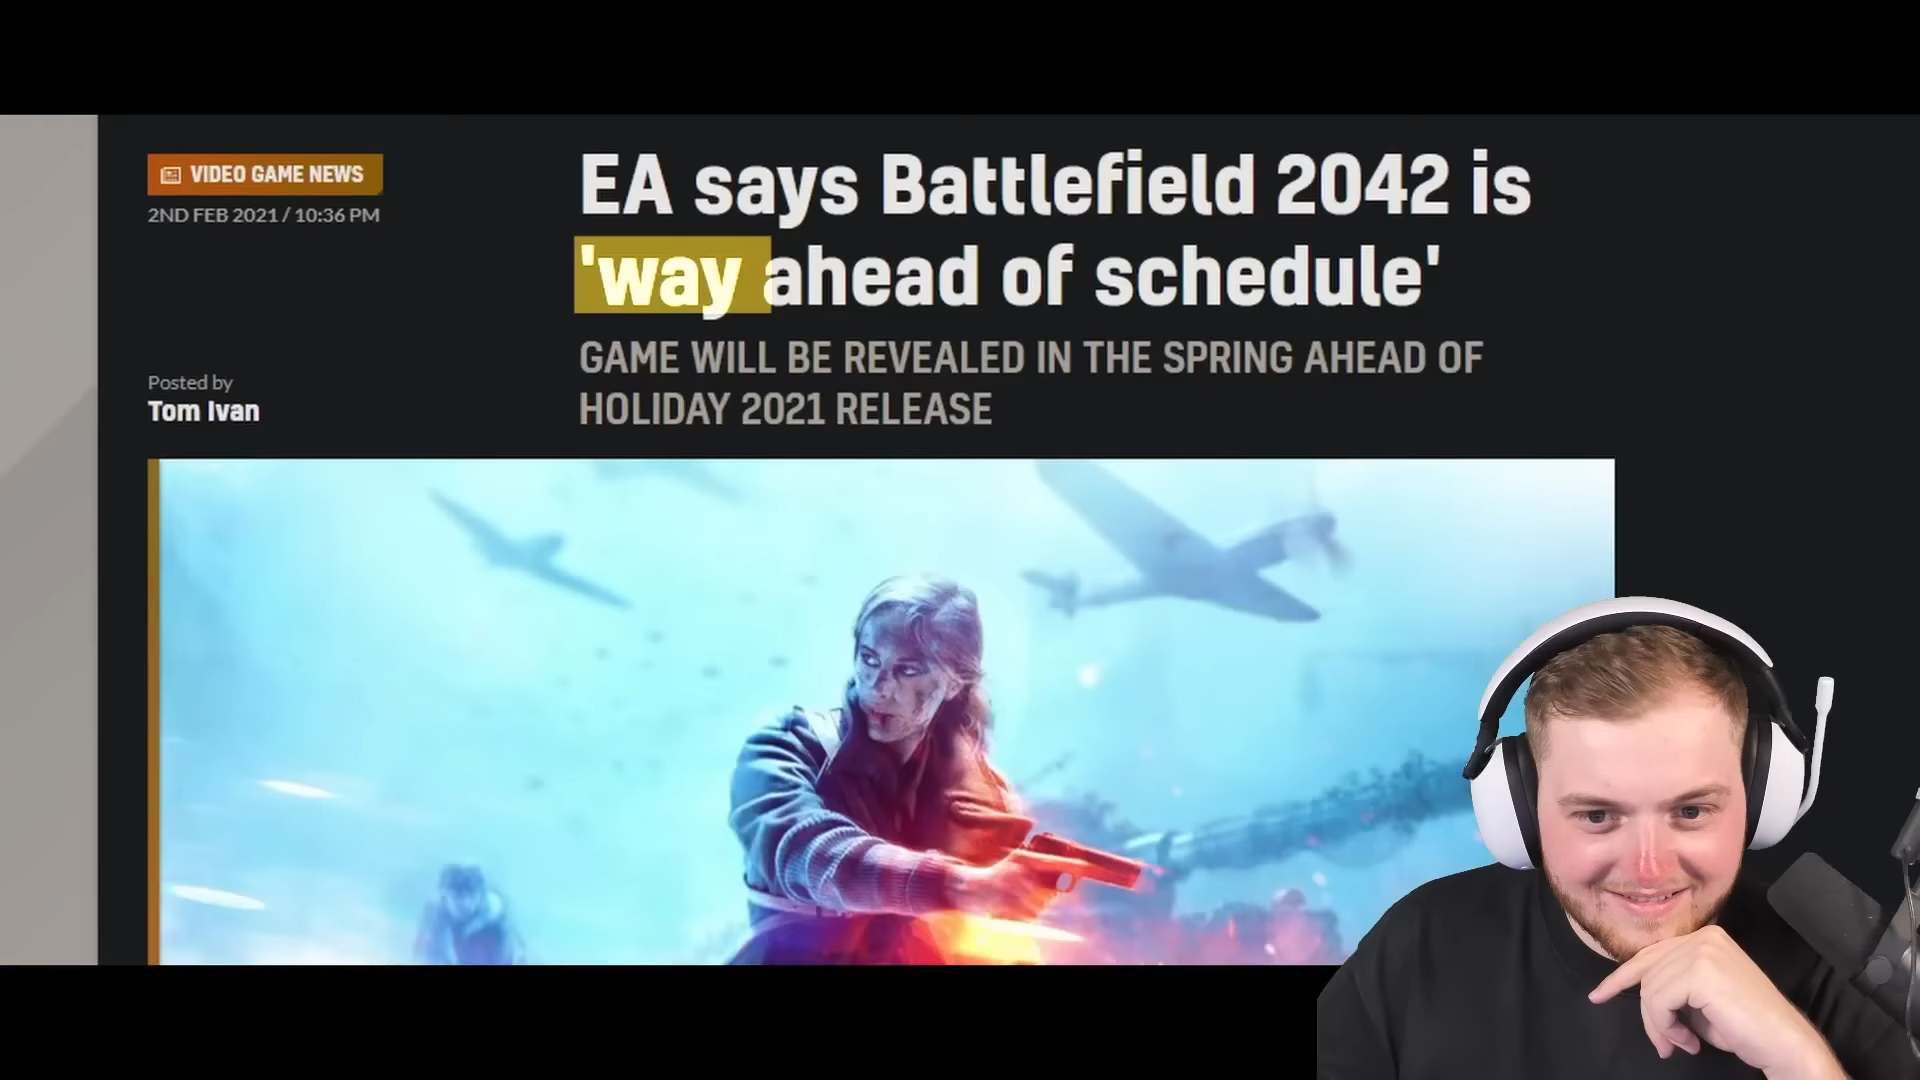 VIDEO GAME NEWS
2ND FEB 2021 / 10:36 PM
EA says Battlefield 2042 is
'way ahead of schedule'
GAME WILL BE REVEALED IN THE SPRING AHEAD OF
HOLIDAY 2021 RELEASE
Posted by
Tom Ivan